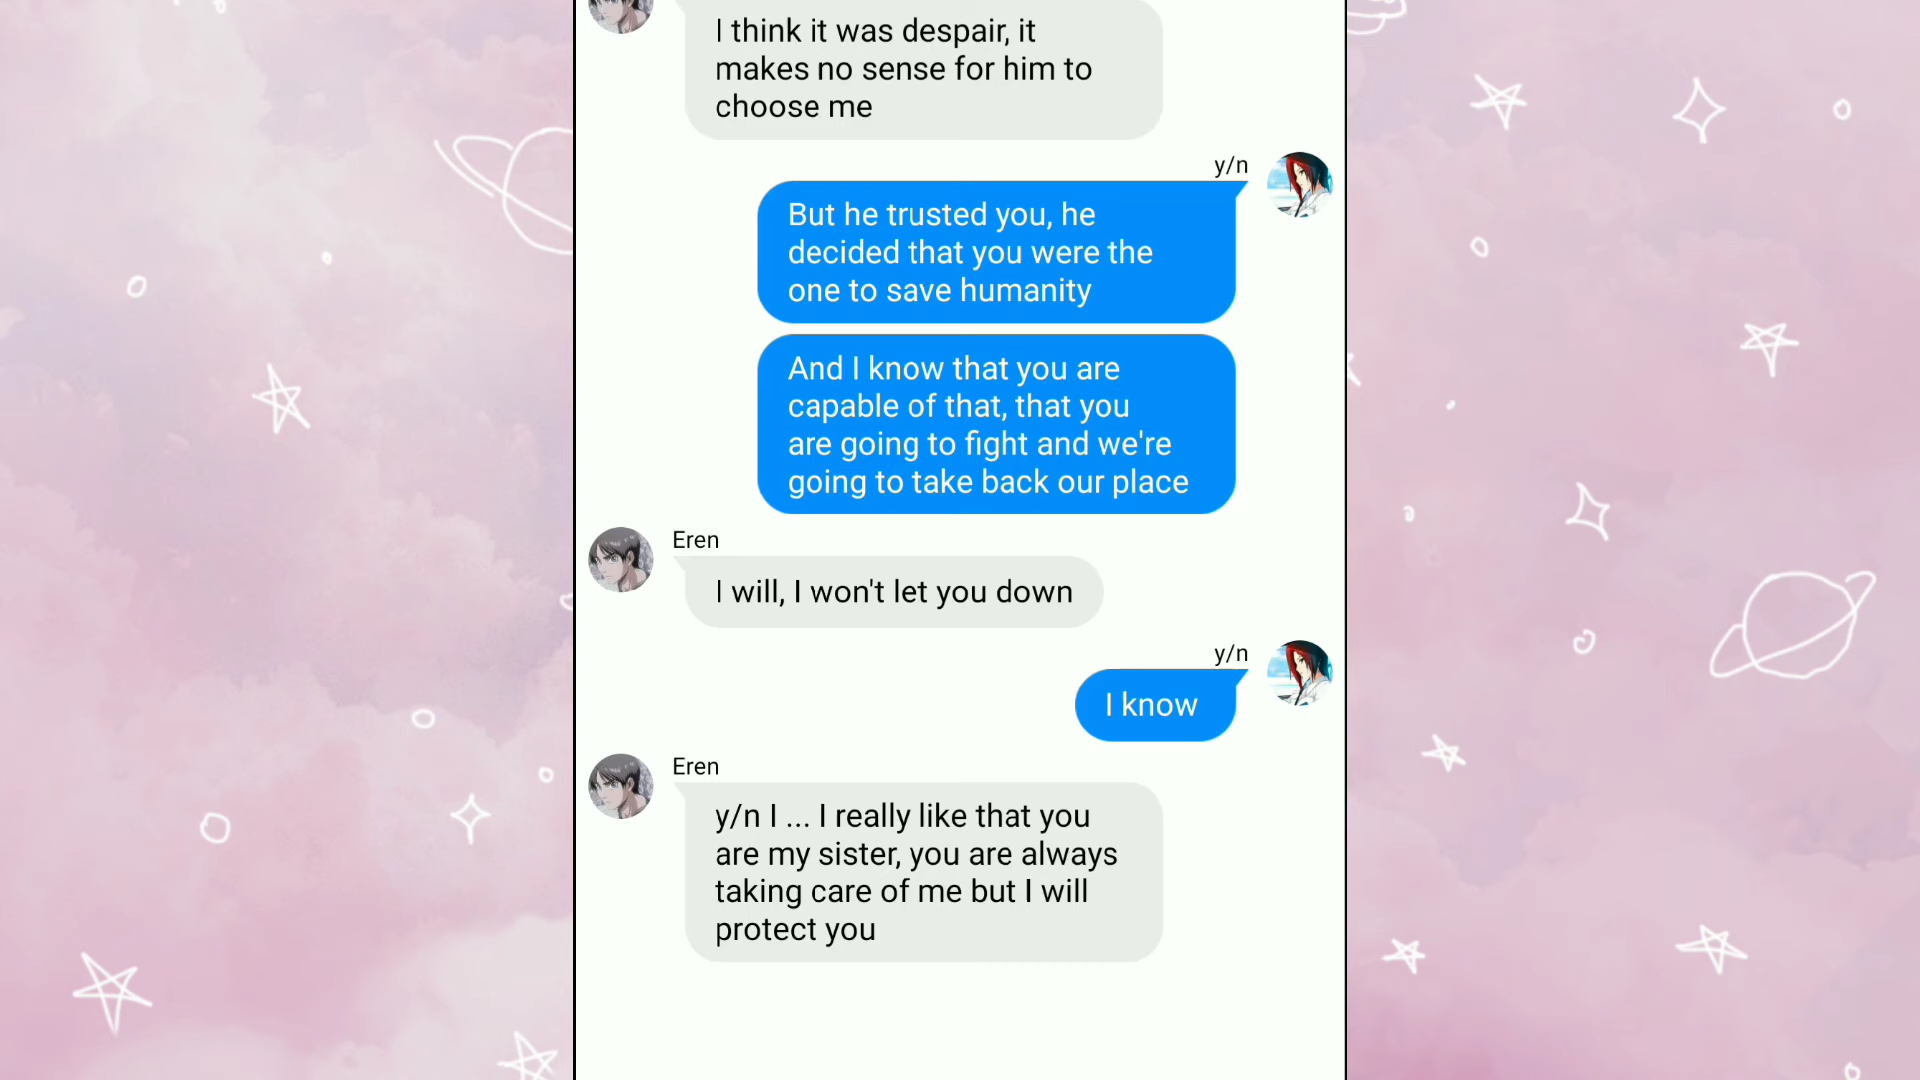 I think it was despair, it
makes no sense for him to
choose me
y/n
But he trusted you, he
decided that you were the
one to save humanity
And I know that you are
capable of that, that you
are going to fight and we're
going to take back our place
Eren
I will, I won't let you down
y/n
I know
Eren
y/n I ... I really like that you
are my sister, you are always
taking care of me but I will
protect you